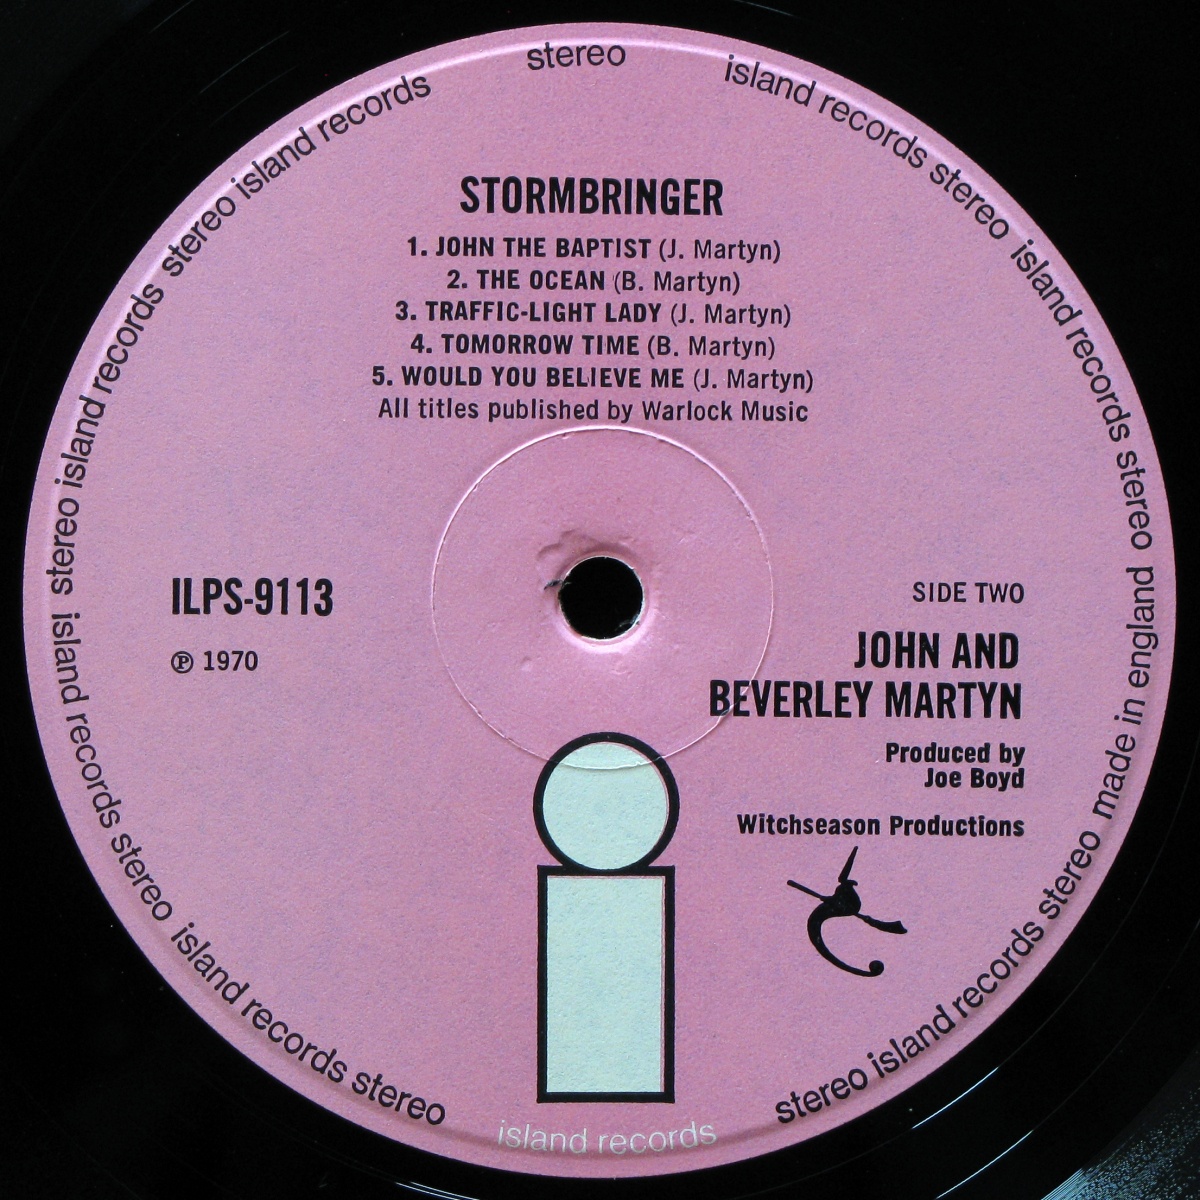 stereo
island records stereo island records stereo island records stereo made in england
STORMBRINGER
1. JOHN THE BAPTIST (J. Martyn)
2. THE OCEAN (B. Martyn)
3. TRAFFIC-LIGHT LADY (J. Martyn)
4. TOMORROW TIME (B. Martyn)
5. WOULD YOU BELIEVE ME (J. Martyn)
All titles published by Warlock Music
ILPS-9113
℗ 1970
SIDE TWO
JOHN AND
BEVERLEY MARTYN
Produced by
Joe Boyd
Witchseason Productions
i
island records
stereo island records stereo
island records stereo island records stereo island records stereo
stereo island records stereo island records